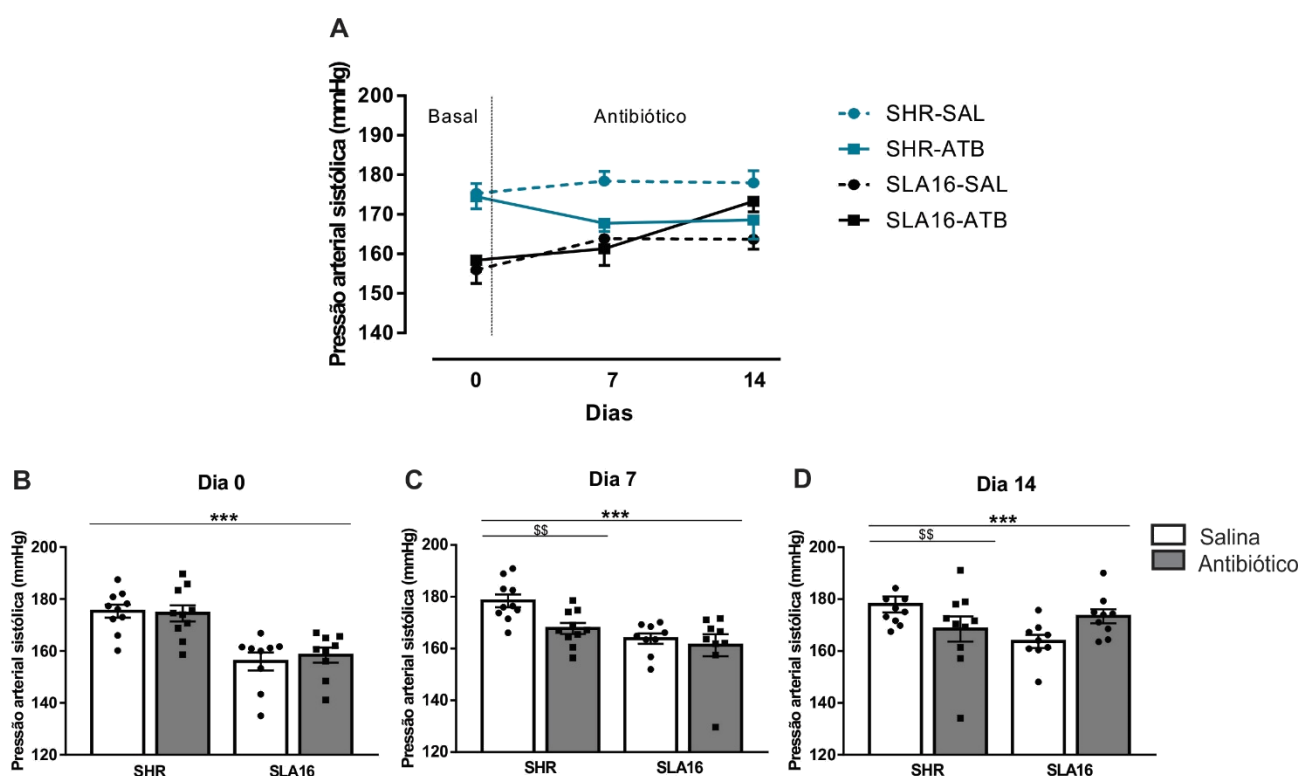 A
Pressão arterial sistólica (mmHg)
200
190
180
170
160
150
140
Basal
Antibiótico
SHR-SAL
SHR-ATB
SLA16-SAL
SLA16-ATB
0 7 14
Dias
B
Dia 0
***
Pressão arterial sistólica (mmHg)
200
180
160
140
120
SHR SLA16
C
Dia 7
***
$$
Pressão arterial sistólica (mmHg)
200
180
160
140
120
SHR SLA16
D
Dia 14
***
$$
Pressão arterial sistólica (mmHg)
200
180
160
140
120
SHR SLA16
Salina
Antibiótico